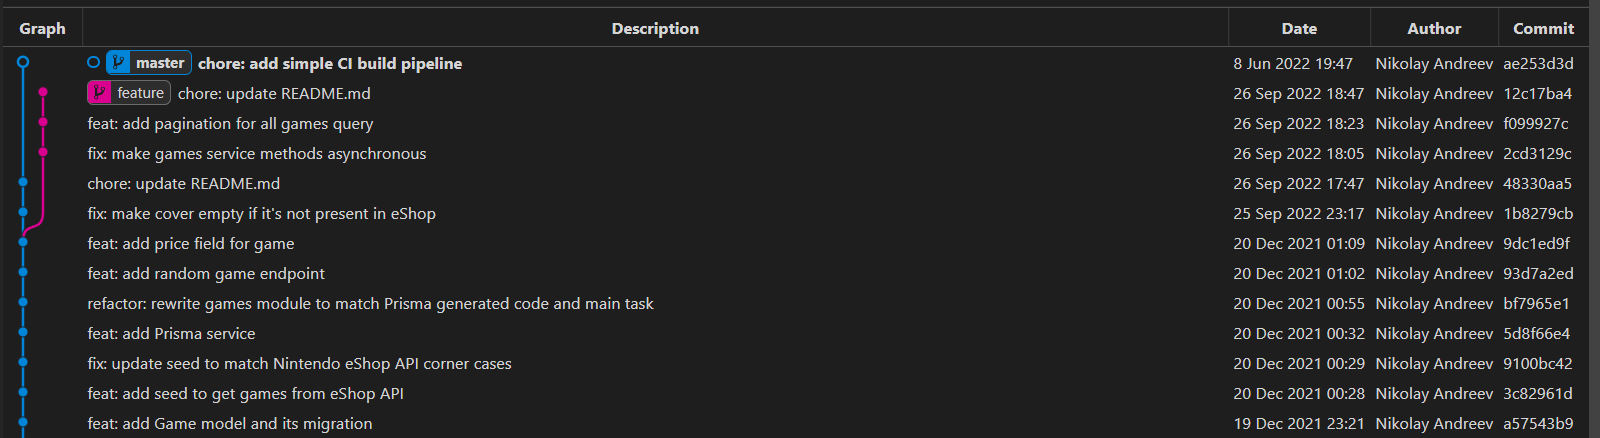 Graph Description Date Author Commit
master chore: add simple CI build pipeline 8 Jun 2022 19:47 Nikolay Andreev ae253d3d
feature chore: update README.md 26 Sep 2022 18:47 Nikolay Andreev 12c17ba4
feat: add pagination for all games query 26 Sep 2022 18:23 Nikolay Andreev f099927c
fix: make games service methods asynchronous 26 Sep 2022 18:05 Nikolay Andreev 2cd3129c
chore: update README.md 26 Sep 2022 17:47 Nikolay Andreev 48330aa5
fix: make cover empty if it's not present in eShop 25 Sep 2022 23:17 Nikolay Andreev 1b8279cb
feat: add price field for game 20 Dec 2021 01:09 Nikolay Andreev 9dc1ed9f
feat: add random game endpoint 20 Dec 2021 01:02 Nikolay Andreev 93d7a2ed
refactor: rewrite games module to match Prisma generated code and main task 20 Dec 2021 00:55 Nikolay Andreev bf7965e1
feat: add Prisma service 20 Dec 2021 00:32 Nikolay Andreev 5d8f66e4
fix: update seed to match Nintendo eShop API corner cases 20 Dec 2021 00:29 Nikolay Andreev 9100bc42
feat: add seed to get games from eShop API 20 Dec 2021 00:28 Nikolay Andreev 3c82961d
feat: add Game model and its migration 19 Dec 2021 23:21 Nikolay Andreev a57543b9